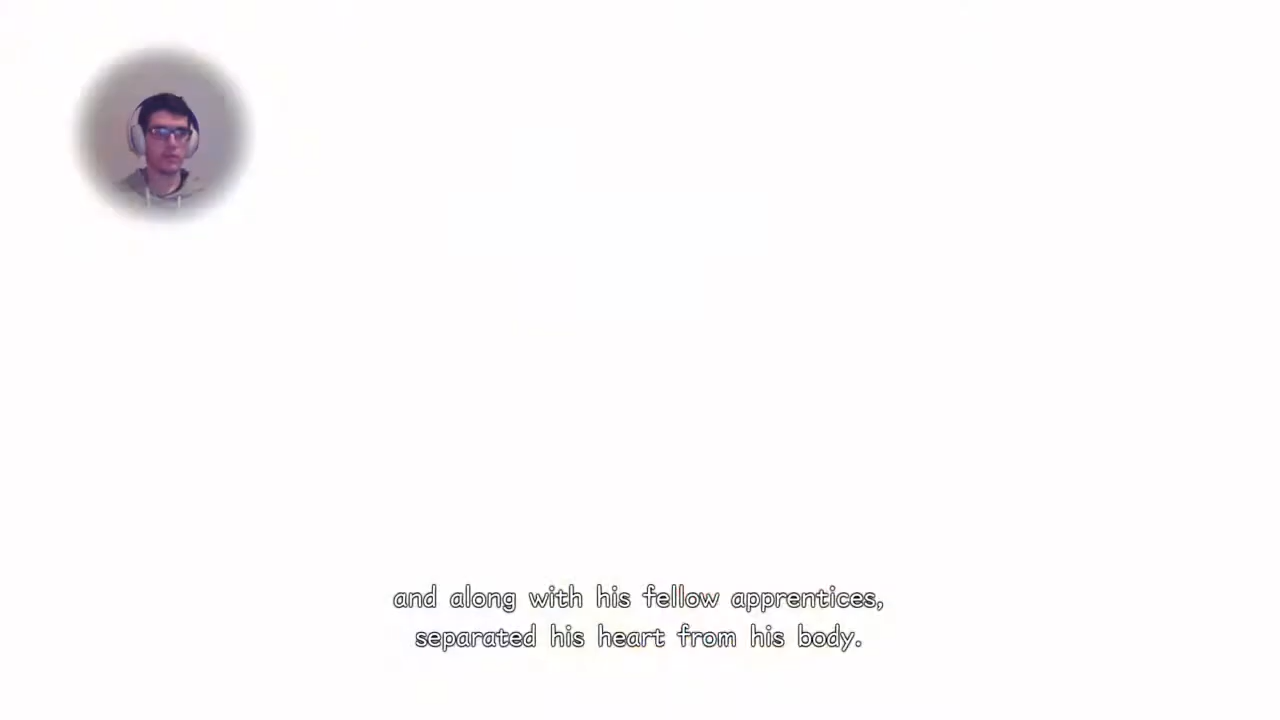 and along with his fellow apprentices,
separated his heart from his body.